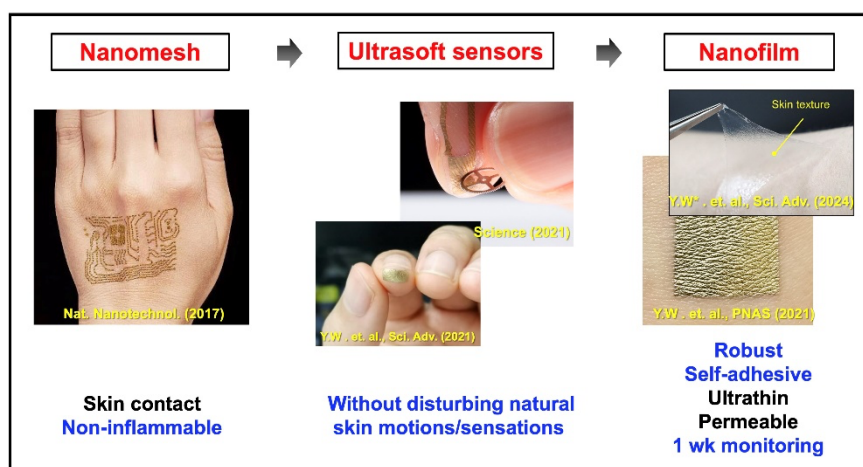 Nanomesh
Ultrasoft sensors
Nanofilm
Skin texture
Y.W* . et. al., Sci. Adv. (2024)
Science (2021)
Nat. Nanotechnol. (2017)
Y.W . et. al., Sci. Adv. (2021)
Y.W . et. al., PNAS (2021)
Skin contact
Non-inflammable
Without disturbing natural
skin motions/sensations
Robust
Self-adhesive
Ultrathin
Permeable
1 wk monitoring